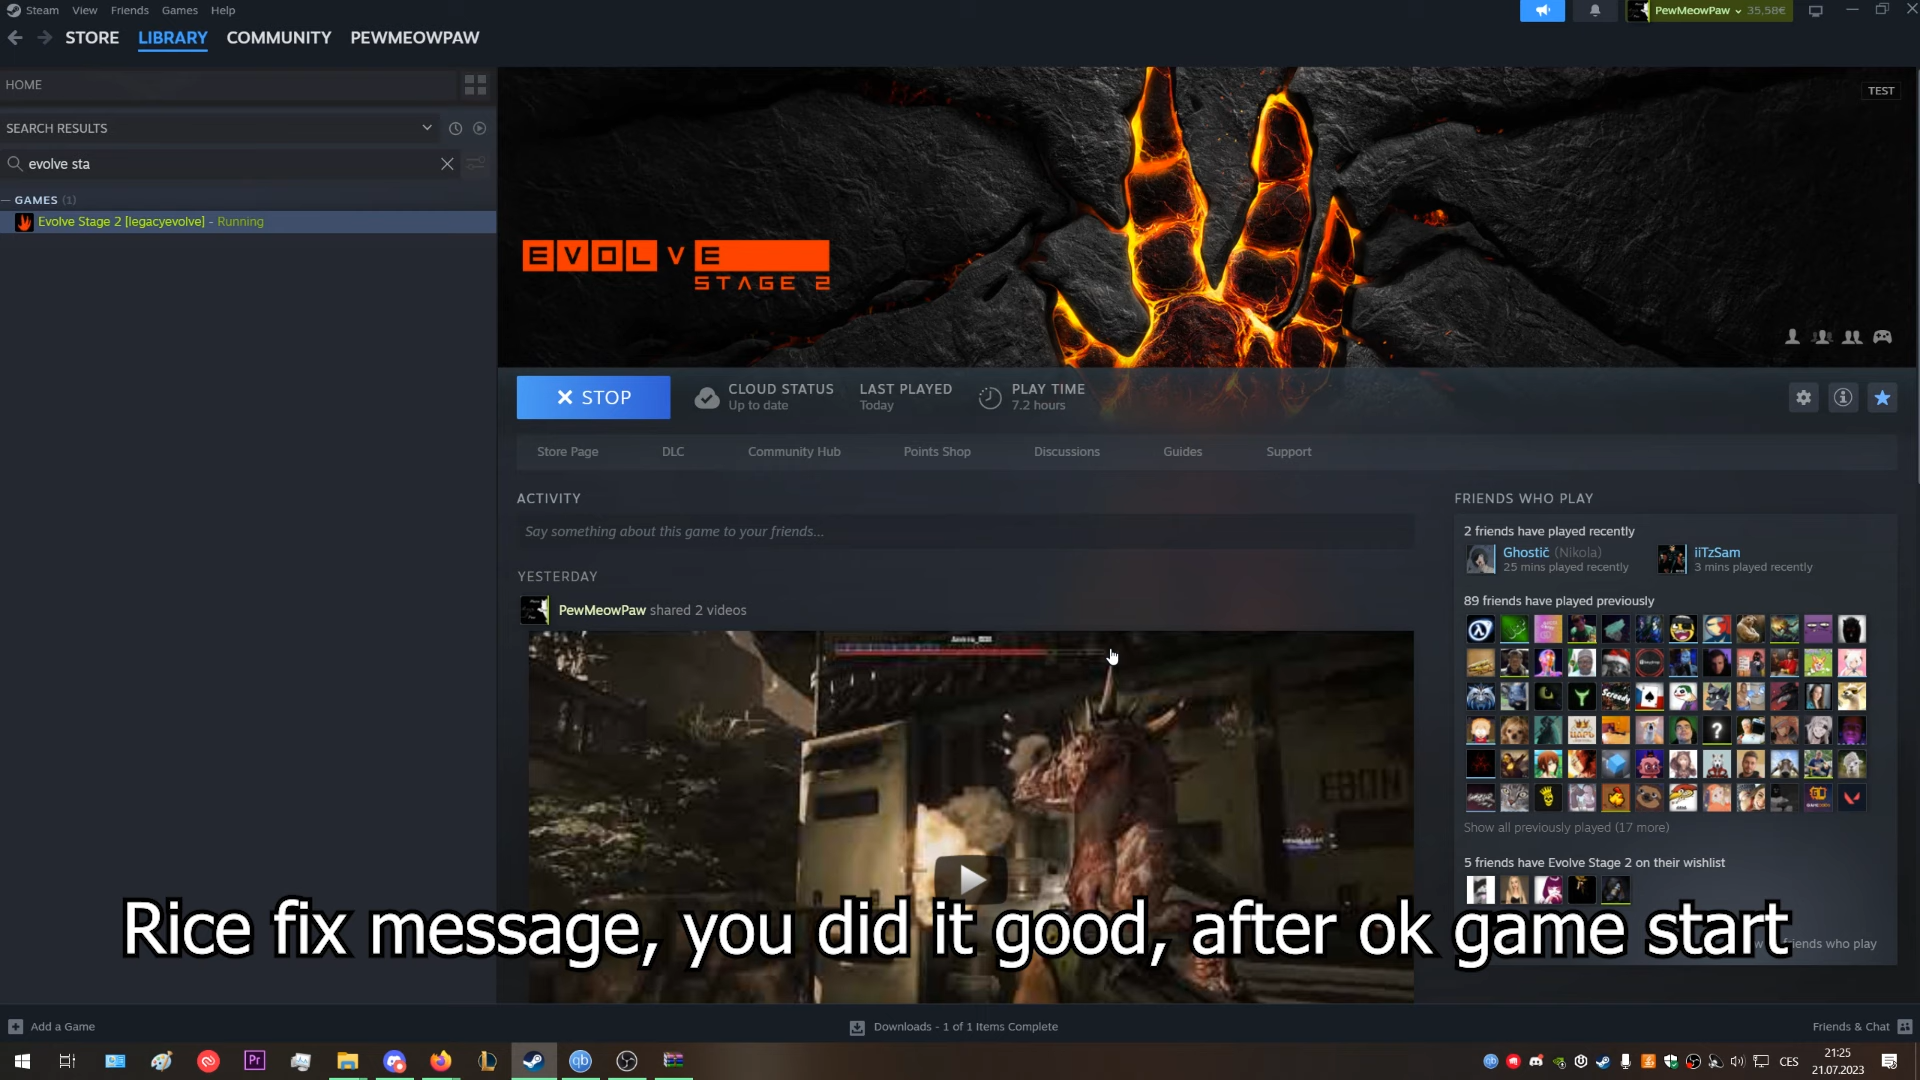 Steam View Friends Games Help
PewMeowPaw 35,58€
STORE LIBRARY COMMUNITY PEWMEOWPAW
HOME
TEST
SEARCH RESULTS
evolve sta
— GAMES (1)
Evolve Stage 2 [legacyevolve] - Running
EVOLVE
STAGE 2
STOP
CLOUD STATUS
Up to date
LAST PLAYED
Today
PLAY TIME
7.2 hours
Store Page DLC Community Hub Points Shop Discussions Guides Support
ACTIVITY
Say something about this game to your friends...
YESTERDAY
PewMeowPaw shared 2 videos
FRIENDS WHO PLAY
2 friends have played recently
Ghostič (Nikola)
25 mins played recently
iiTzSam
3 mins played recently
89 friends have played previously
Show all previously played (17 more)
5 friends have Evolve Stage 2 on their wishlist
friends who play
Rice fix message, you did it good, after ok game start
Add a Game
Downloads - 1 of 1 Items Complete
Friends & Chat
Pr
qb
CES
21:25
21.07.2023